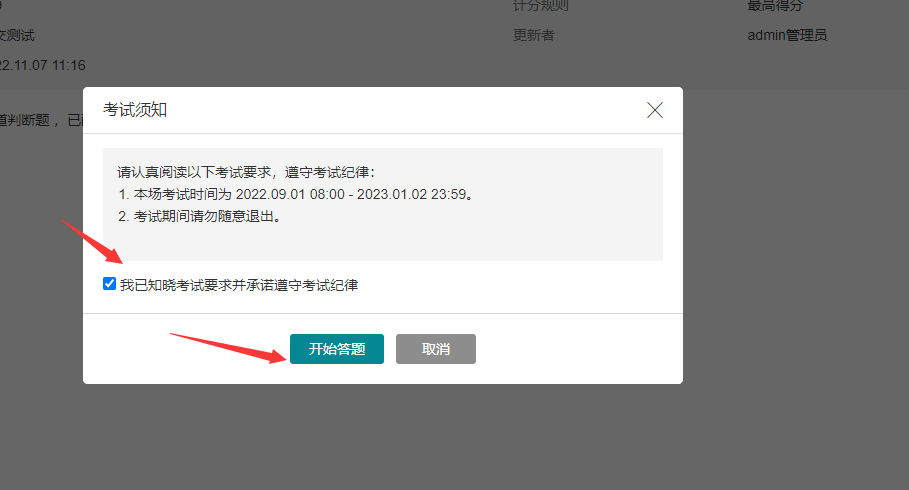 计分规则
最高得分
交测试
更新者
admin管理员
22.11.07 11:16
道判断题 ，已
考试须知
请认真阅读以下考试要求，遵守考试纪律：
1. 本场考试时间为 2022.09.01 08:00 - 2023.01.02 23:59。
2. 考试期间请勿随意退出。
我已知晓考试要求并承诺遵守考试纪律
开始答题
取消